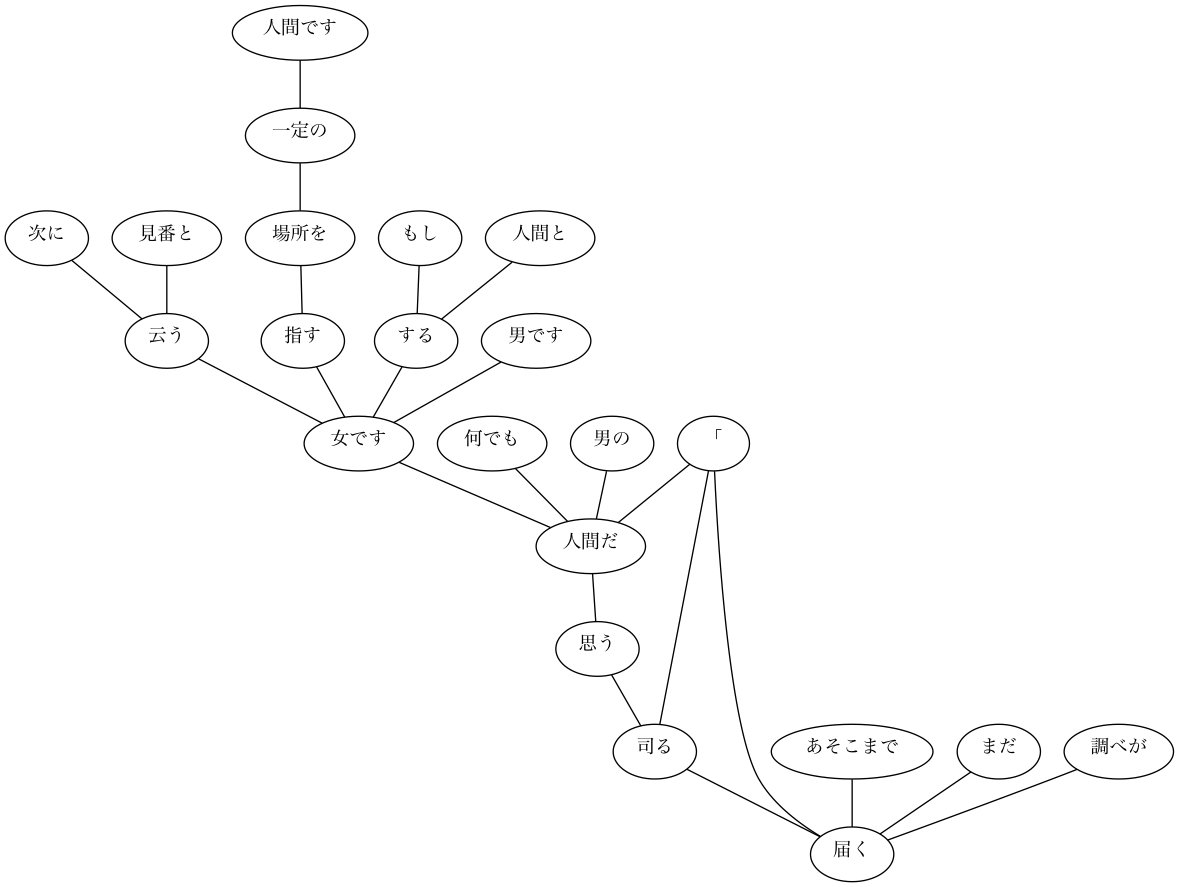 人間です
一定の
次に
見番と
場所を
もし
人間と
云う
指す
する
男です
女です
何でも
男の
「
人間だ
思う
司る
あそこまで
まだ
調べが
届く